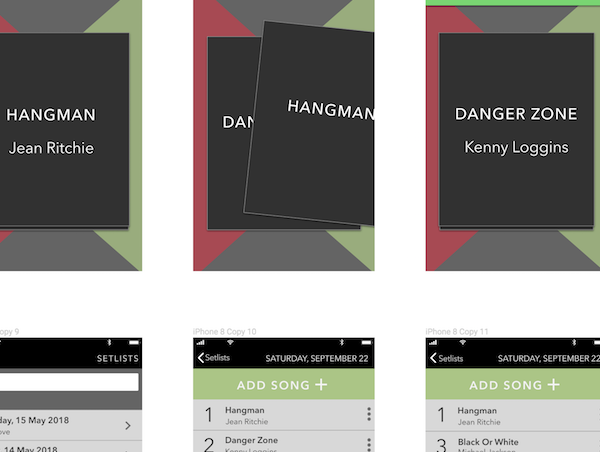 HANGMAN
Jean Ritchie
DAN
HANGMAN
DANGER ZONE
Kenny Loggins
opy 9
iPhone 8 Copy 10
iPhone 8 Copy 11
SETLISTS
Setlists
SATURDAY, SEPTEMBER 22
Setlists
SATURDAY, SEPTEMBER 22
ADD SONG +
ADD SONG +
day, 15 May 2018
ove
14 May 2018
1
Hangman
Jean Ritchie
2
Danger Zone
Kenny Loggins
1
Hangman
Jean Ritchie
3
Black Or White
Michael Jackson